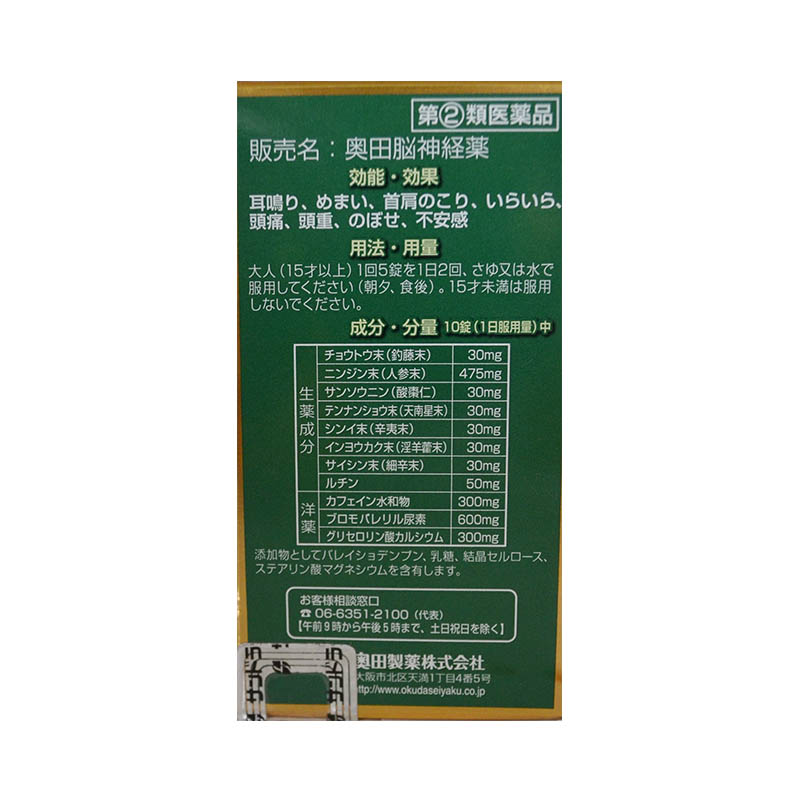 第②類医薬品
販売名：奥田脳神経薬
効能・効果
耳鳴り、めまい、首肩のこり、いらいら、
頭痛、頭重、のぼせ、不安感
用法・用量
大人（15才以上）1回5錠を1日2回、さゆ又は水で
服用してください（朝夕、食後）。15才未満は服用
しないでください。
成分・分量 10錠（1日服用量）中
生薬成分
チョウトウ末（釣藤末） 30mg
ニンジン末（人参末） 475mg
サンソウニン（酸棗仁） 30mg
テンナンショウ末（天南星末） 30mg
シンイ末（辛夷末） 30mg
インヨウカク末（淫羊藿末） 30mg
サイシン末（細辛末） 30mg
ルチン 50mg
洋薬
カフェイン水和物 300mg
ブロモバレリル尿素 600mg
グリセロリン酸カルシウム 300mg
添加物としてバレイショデンプン、乳糖、結晶セルロース、
ステアリン酸マグネシウムを含有します。
お客様相談窓口
☎ 06-6351-2100（代表）
【午前9時から午後5時まで、土日祝日を除く】
奥田製薬株式会社
大阪市北区天満1丁目4番5号
http://www.okudaseiyaku.co.jp